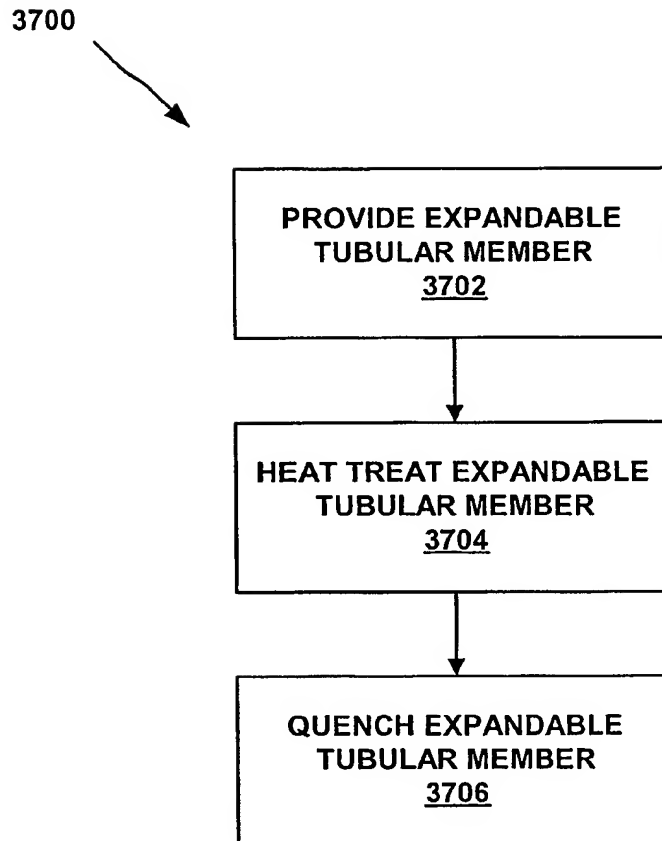 3700
PROVIDE EXPANDABLE
TUBULAR MEMBER
3702
HEAT TREAT EXPANDABLE
TUBULAR MEMBER
3704
QUENCH EXPANDABLE
TUBULAR MEMBER
3706